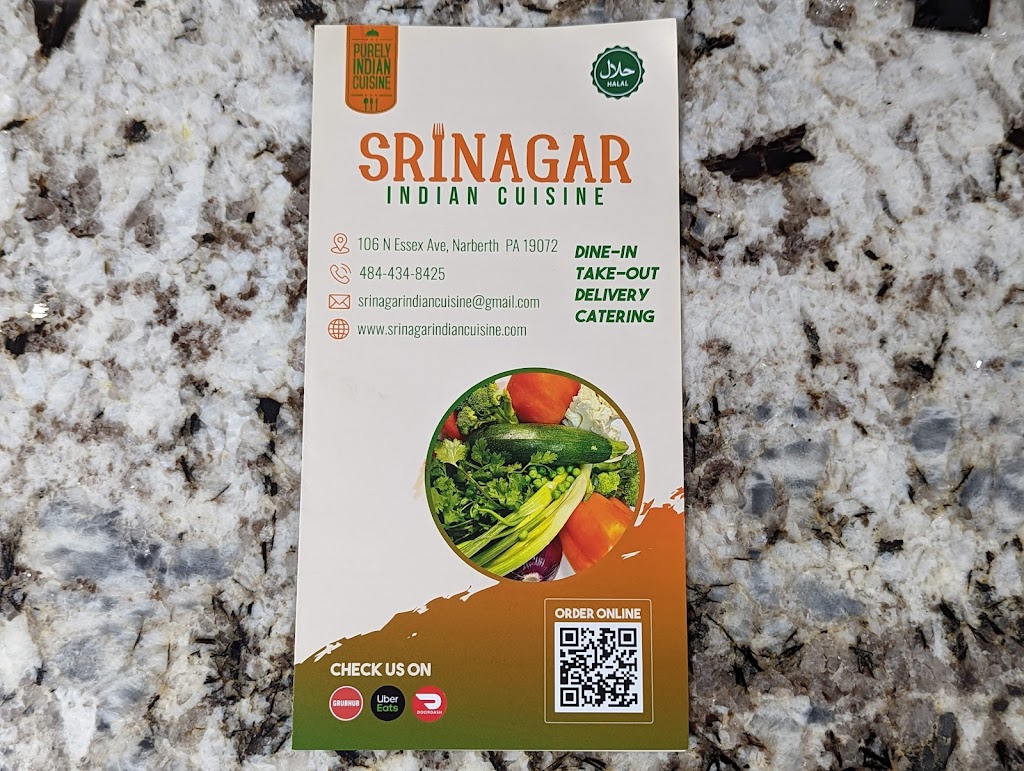 PURELY
INDIAN
CUISINE
حلال
HALAL
SRINAGAR
INDIAN CUISINE
106 N Essex Ave, Narberth PA 19072
484-434-8425
srinagarindiancuisine@gmail.com
www.srinagarindiancuisine.com
DINE-IN
TAKE-OUT
DELIVERY
CATERING
ORDER ONLINE
CHECK US ON
GRUBHUB
Uber
Eats
DOORDASH